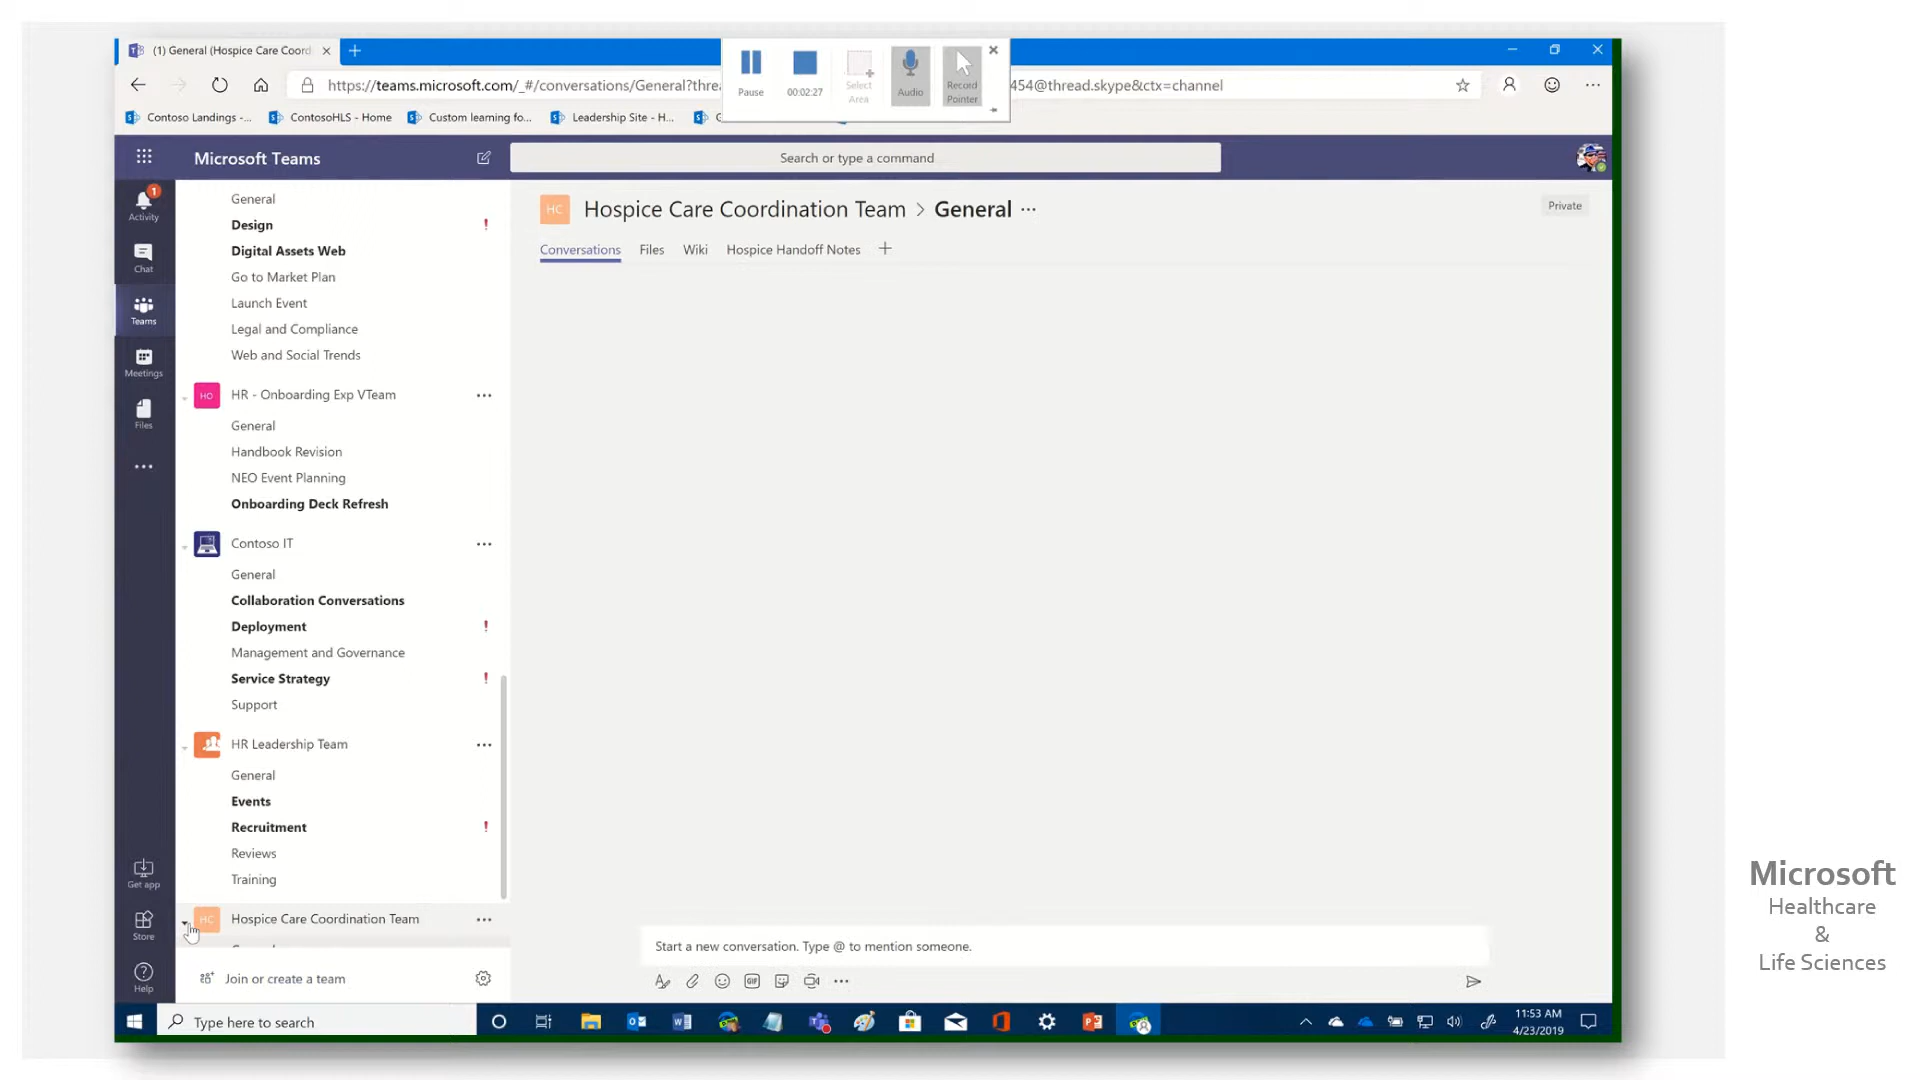 (1) General (Hospice Care Coord
https://teams.microsoft.com/_#/conversations/General?threa
454@thread.skype&ctx=channel
Pause
00:02:27
Select Area
Audio
Record Pointer
Contoso Landings -...
ContosoHLS - Home
Custom learning fo...
Leadership Site - H...
Microsoft Teams
Search or type a command
1
Activity
Chat
Teams
Meetings
Files
Get app
Store
Help
General
Design !
Digital Assets Web
Go to Market Plan
Launch Event
Legal and Compliance
Web and Social Trends
HO HR - Onboarding Exp VTeam ...
General
Handbook Revision
NEO Event Planning
Onboarding Deck Refresh
Contoso IT ...
General
Collaboration Conversations
Deployment !
Management and Governance
Service Strategy !
Support
HR Leadership Team ...
General
Events
Recruitment !
Reviews
Training
HC Hospice Care Coordination Team ...
Join or create a team
HC Hospice Care Coordination Team > General ...
Private
Conversations Files Wiki Hospice Handoff Notes +
Start a new conversation. Type @ to mention someone.
GIF
Type here to search
11:53 AM
4/23/2019
Microsoft
Healthcare
&
Life Sciences